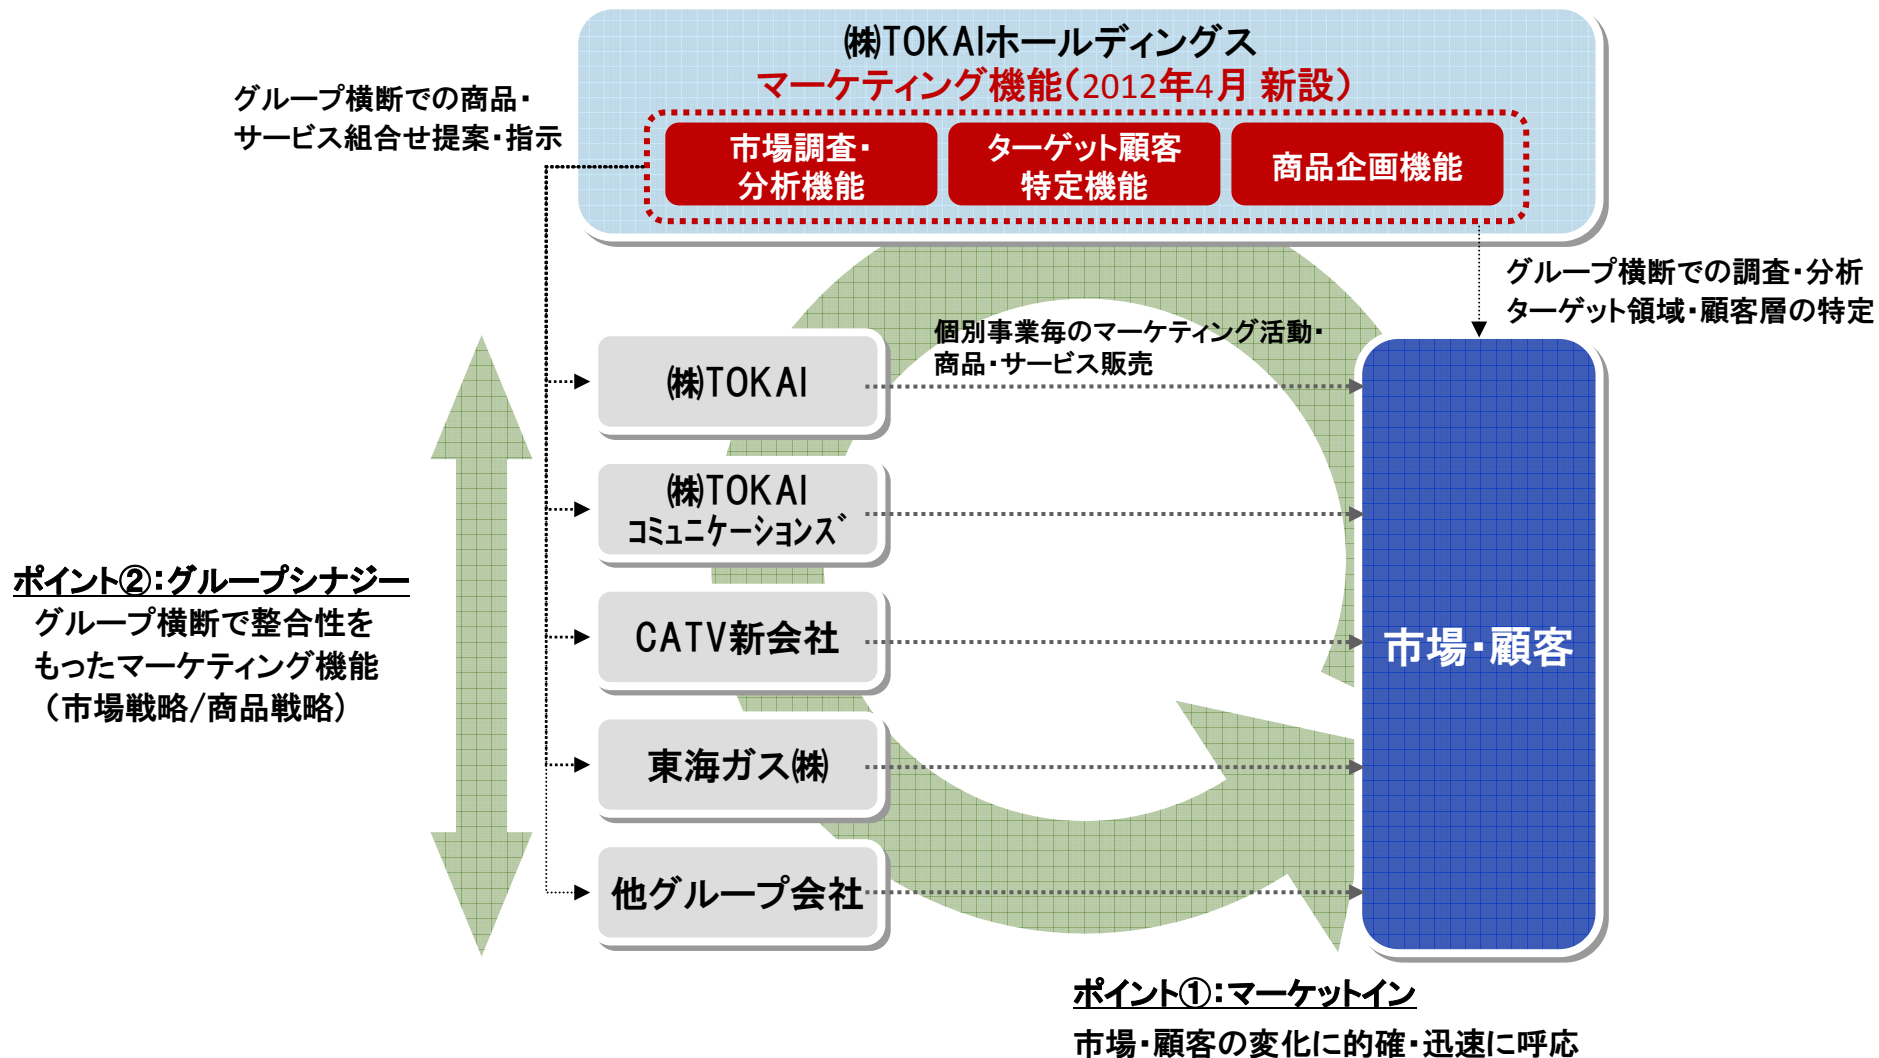 ㈱TOKAIホールディングス
マーケティング機能(2012年4月 新設)
グループ横断での商品・
サービス組合せ提案・指示
市場調査・
分析機能
ターゲット顧客
特定機能
商品企画機能
グループ横断での調査・分析
ターゲット領域・顧客層の特定
個別事業毎のマーケティング活動・
商品・サービス販売
㈱TOKAI
㈱TOKAI
コミュニケーションズ
CATV新会社
東海ガス㈱
他グループ会社
市場・顧客
ポイント②:グループシナジー
グループ横断で整合性を
もったマーケティング機能
(市場戦略/商品戦略)
ポイント①:マーケットイン
市場・顧客の変化に的確・迅速に呼応